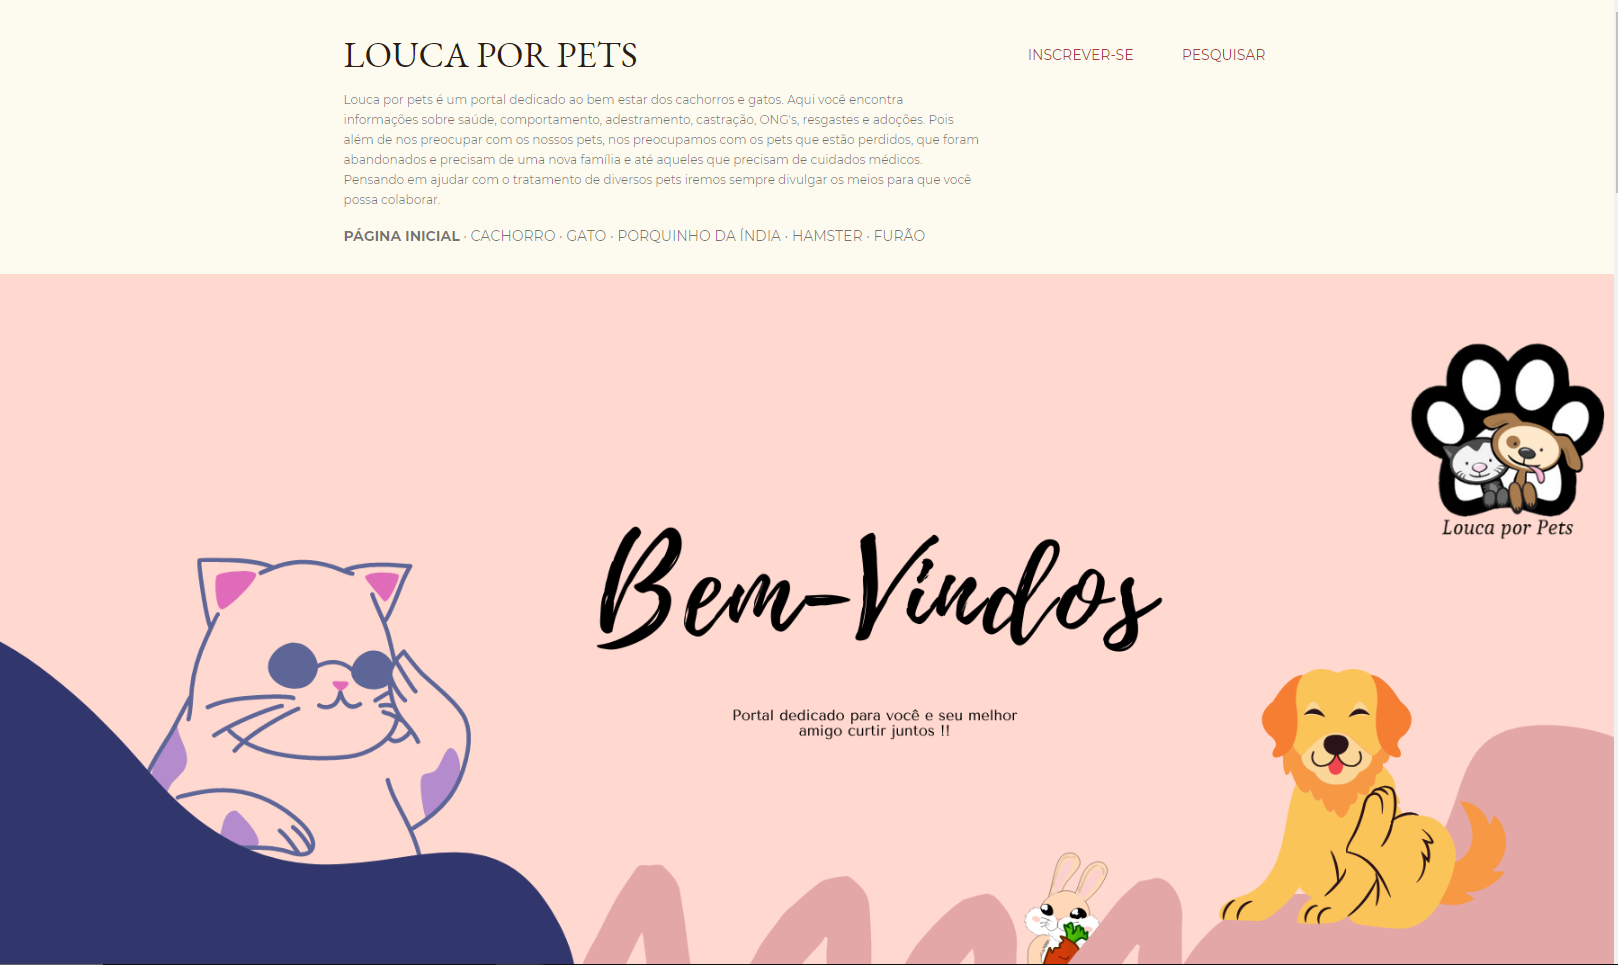 LOUCA POR PETS
INSCREVER-SE
PESQUISAR
Louca por pets é um portal dedicado ao bem estar dos cachorros e gatos. Aqui você encontra
informações sobre saúde, comportamento, adestramento, castração, ONG's, resgastes e adoções. Pois
além de nos preocupar com os nossos pets, nos preocupamos com os pets que estão perdidos, que foram
abandonados e precisam de uma nova família e até aqueles que precisam de cuidados médicos.
Pensando em ajudar com o tratamento de diversos pets iremos sempre divulgar os meios para que você
possa colaborar.
PÁGINA INICIAL · CACHORRO · GATO · PORQUINHO DA ÍNDIA · HAMSTER · FURÃO
Louca por Pets
Bem-Vindos
Portal dedicado para você e seu melhor
amigo curtir juntos !!